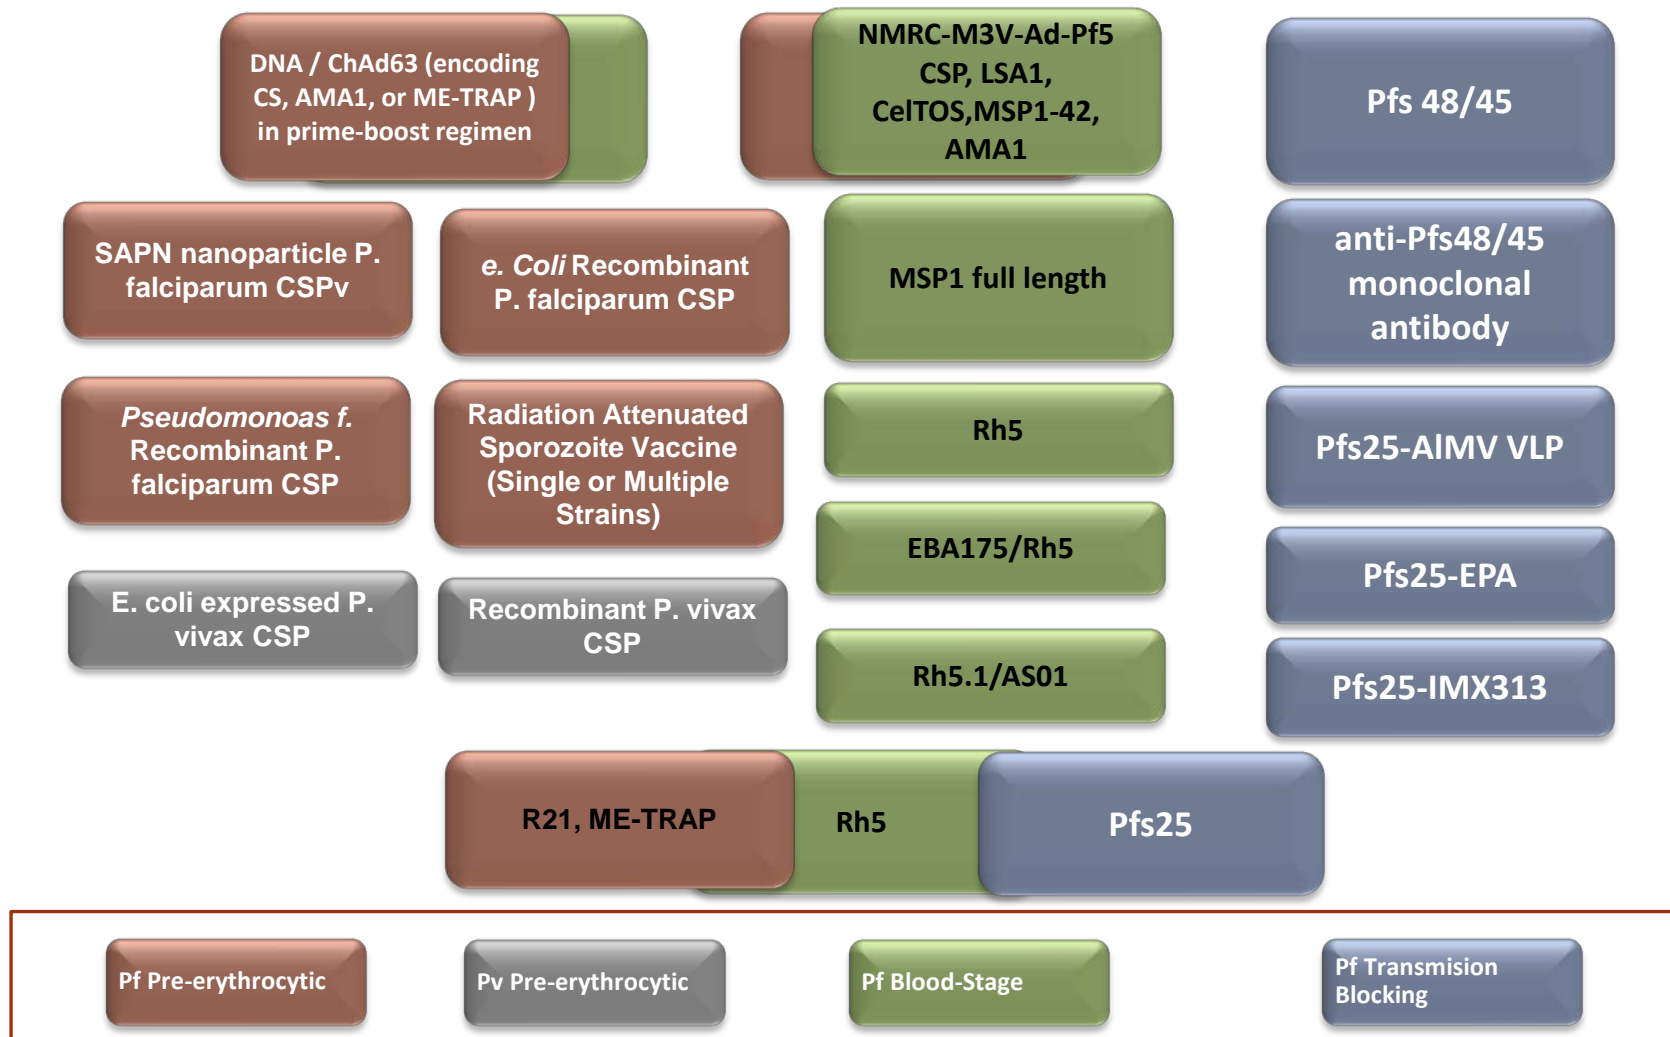 DNA / ChAd63 (encoding
CS, AMA1, or ME-TRAP )
in prime-boost regimen
NMRC-M3V-Ad-Pf5
CSP, LSA1,
CelTOS,MSP1-42,
AMA1
Pfs 48/45
SAPN nanoparticle P.
falciparum CSPv
e. Coli Recombinant
P. falciparum CSP
MSP1 full length
anti-Pfs48/45
monoclonal
antibody
Pseudomonoas f.
Recombinant P.
falciparum CSP
Radiation Attenuated
Sporozoite Vaccine
(Single or Multiple
Strains)
Rh5
Pfs25-AlMV VLP
EBA175/Rh5
Pfs25-EPA
E. coli expressed P.
vivax CSP
Recombinant P. vivax
CSP
Rh5.1/AS01
Pfs25-IMX313
R21, ME-TRAP
Rh5
Pfs25
Pf Pre-erythrocytic
Pv Pre-erythrocytic
Pf Blood-Stage
Pf Transmision
Blocking